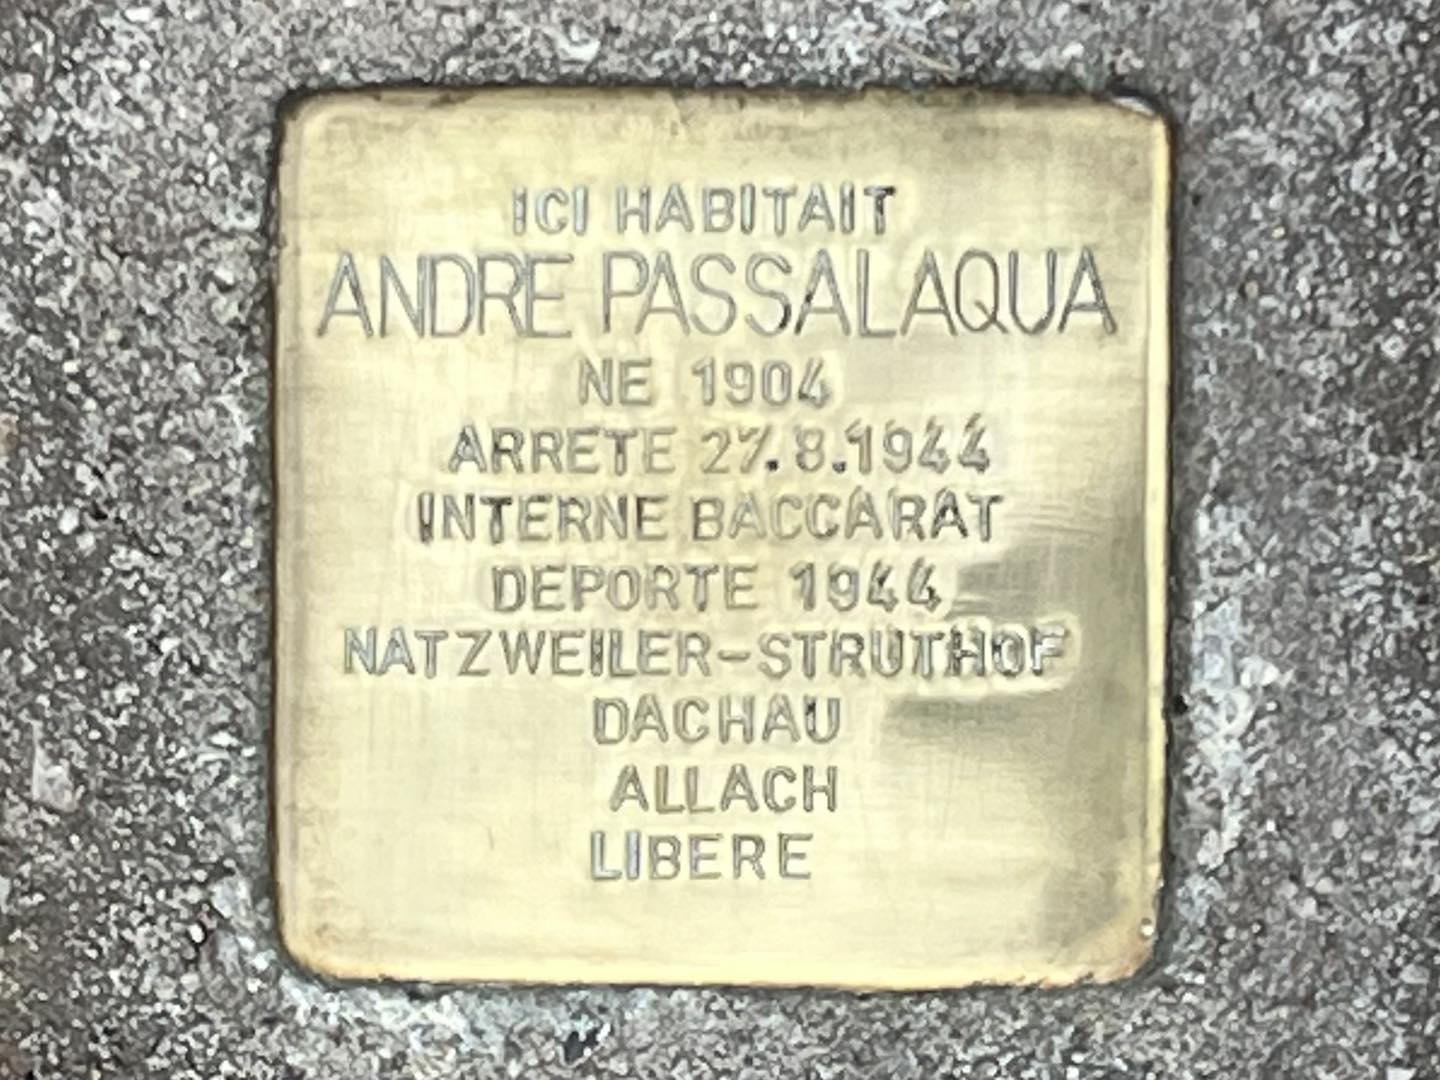 ICI HABITAIT
ANDRE PASSALAQUA
NE 1904
ARRETE 27.8.1944
INTERNE BACCARAT
DEPORTE 1944
NATZWEILER-STRUTHOF
DACHAU
ALLACH
LIBERE